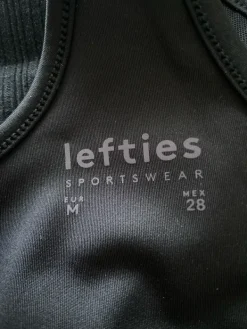 lefties
SPORTSWEAR
EUR MEX
M 28